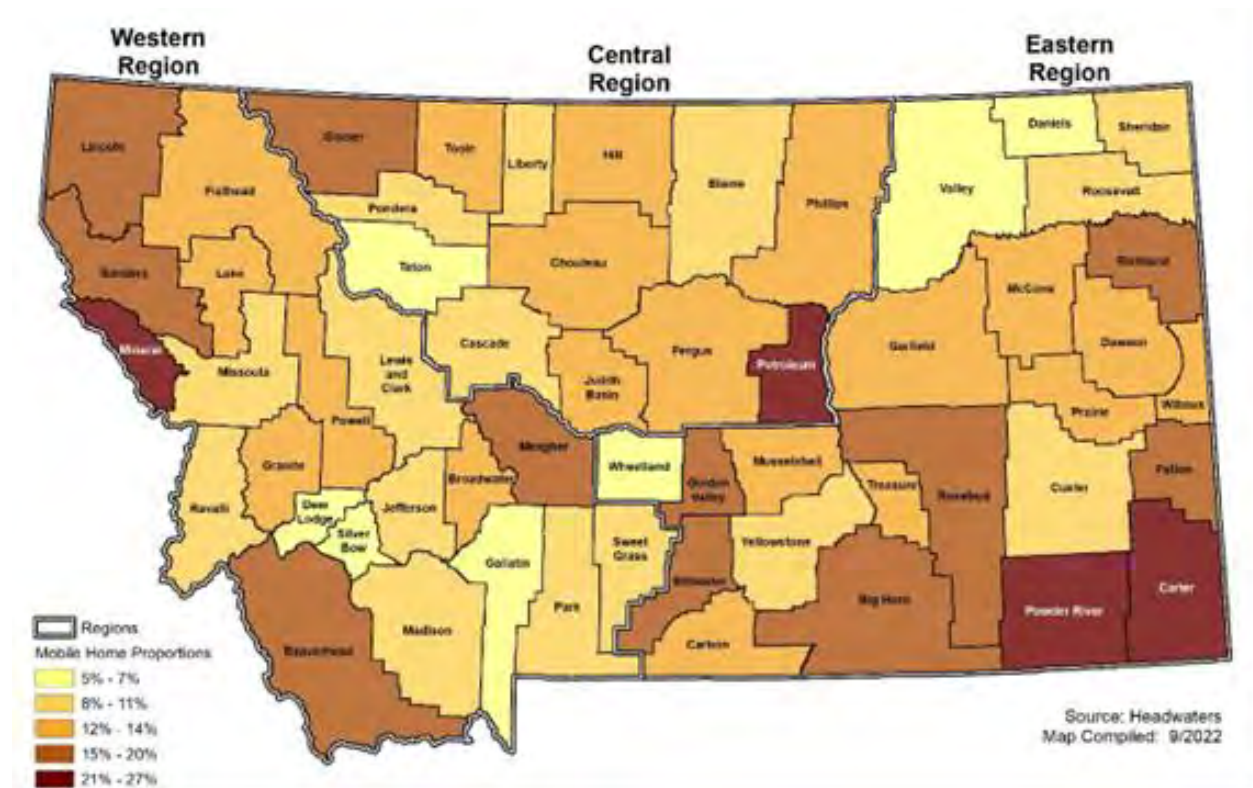 Western
Region
Central
Region
Eastern
Region
Lincoln
Flathead
Glacier
Toole
Liberty
Hill
Blaine
Phillips
Valley
Daniels
Sheridan
Roosevelt
Pondera
Teton
Chouteau
Sanders
Lake
Mineral
Missoula
Lewis
and
Clark
Cascade
Judith
Basin
Fergus
Petroleum
Garfield
McCone
Richland
Dawson
Prairie
Wibaux
Powell
Granite
Ravalli
Deer
Lodge
Silver
Bow
Jefferson
Broadwater
Meagher
Wheatland
Golden
Valley
Musselshell
Treasure
Rosebud
Custer
Fallon
Carter
Powder River
Big Horn
Yellowstone
Stillwater
Sweet
Grass
Park
Gallatin
Madison
Beaverhead
Carbon
Regions
Mobile Home Proportions
5% - 7%
8% - 11%
12% - 14%
15% - 20%
21% - 27%
Source: Headwaters
Map Compiled: 9/2022